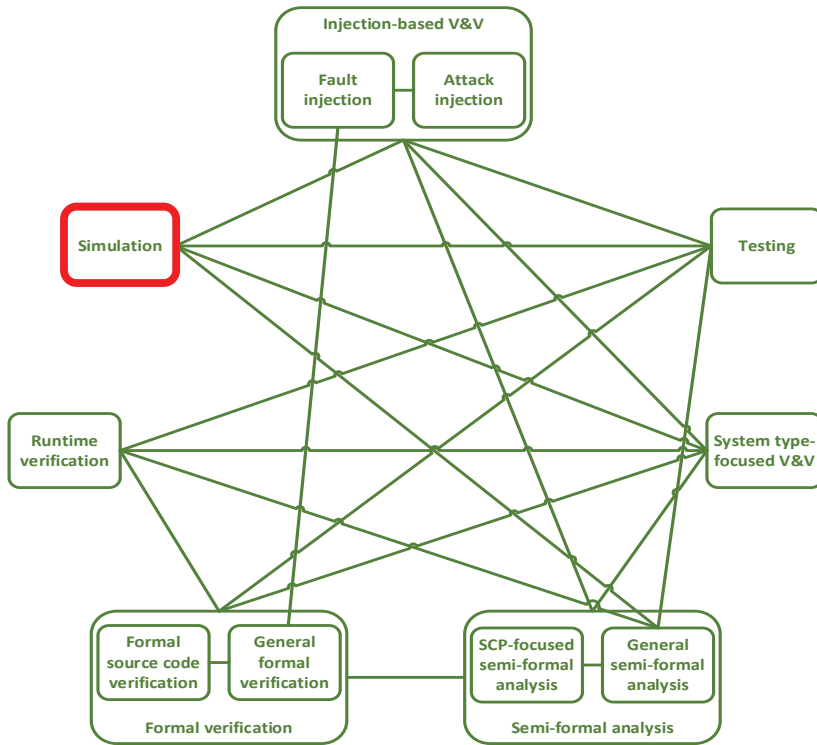 Injection-based V&V
Fault
injection
Attack
injection
Simulation
Testing
Runtime
verification
System type-
focused V&V
Formal
source code
verification
General
formal
verification
Formal verification
SCP-focused
semi-formal
analysis
General
semi-formal
analysis
Semi-formal analysis